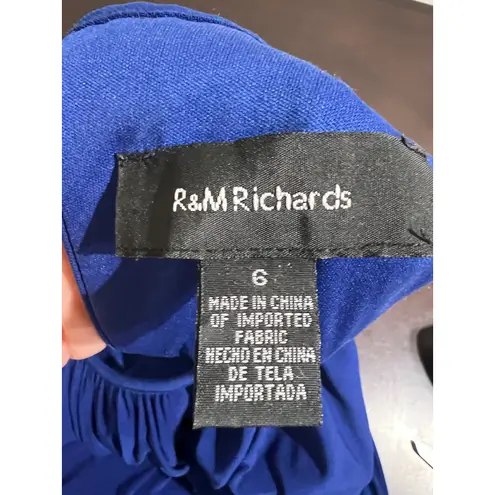 R&M Richards
6
MADE IN CHINA
OF IMPORTED
FABRIC
HECHO EN CHINA
DE TELA
IMPORTADA